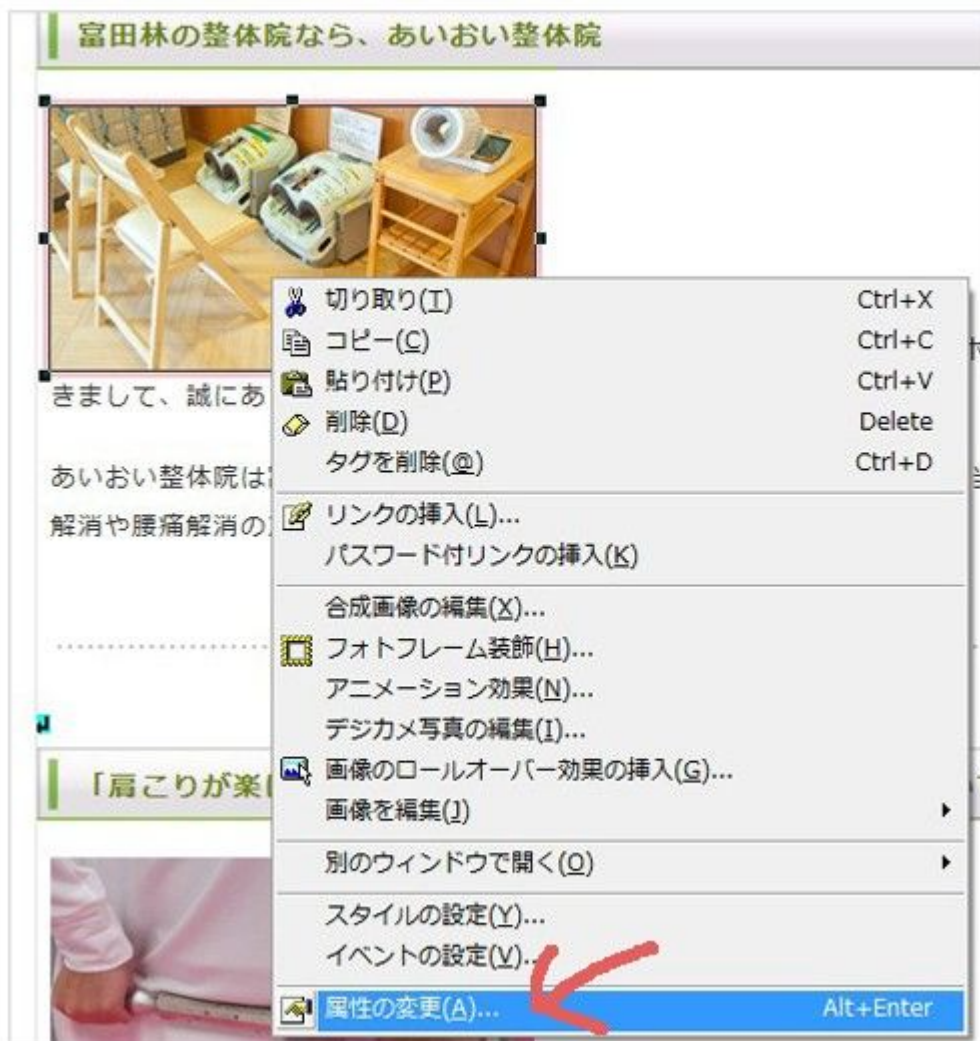 富田林の整体院なら、あいおい整体院
切り取り(T) Ctrl+X
コピー(C) Ctrl+C
貼り付け(P) Ctrl+V
きまして、誠にあ
削除(D) Delete
タグを削除(@) Ctrl+D
あいおい整体院は
リンクの挿入(L)...
解消や腰痛解消の
パスワード付リンクの挿入(K)
合成画像の編集(X)...
フォトフレーム装飾(H)...
アニメーション効果(N)...
デジカメ写真の編集(I)...
画像のロールオーバー効果の挿入(G)...
「肩こりが楽
画像を編集(J)
別のウィンドウで開く(O)
スタイルの設定(Y)...
イベントの設定(V)...
属性の変更(A)... Alt+Enter